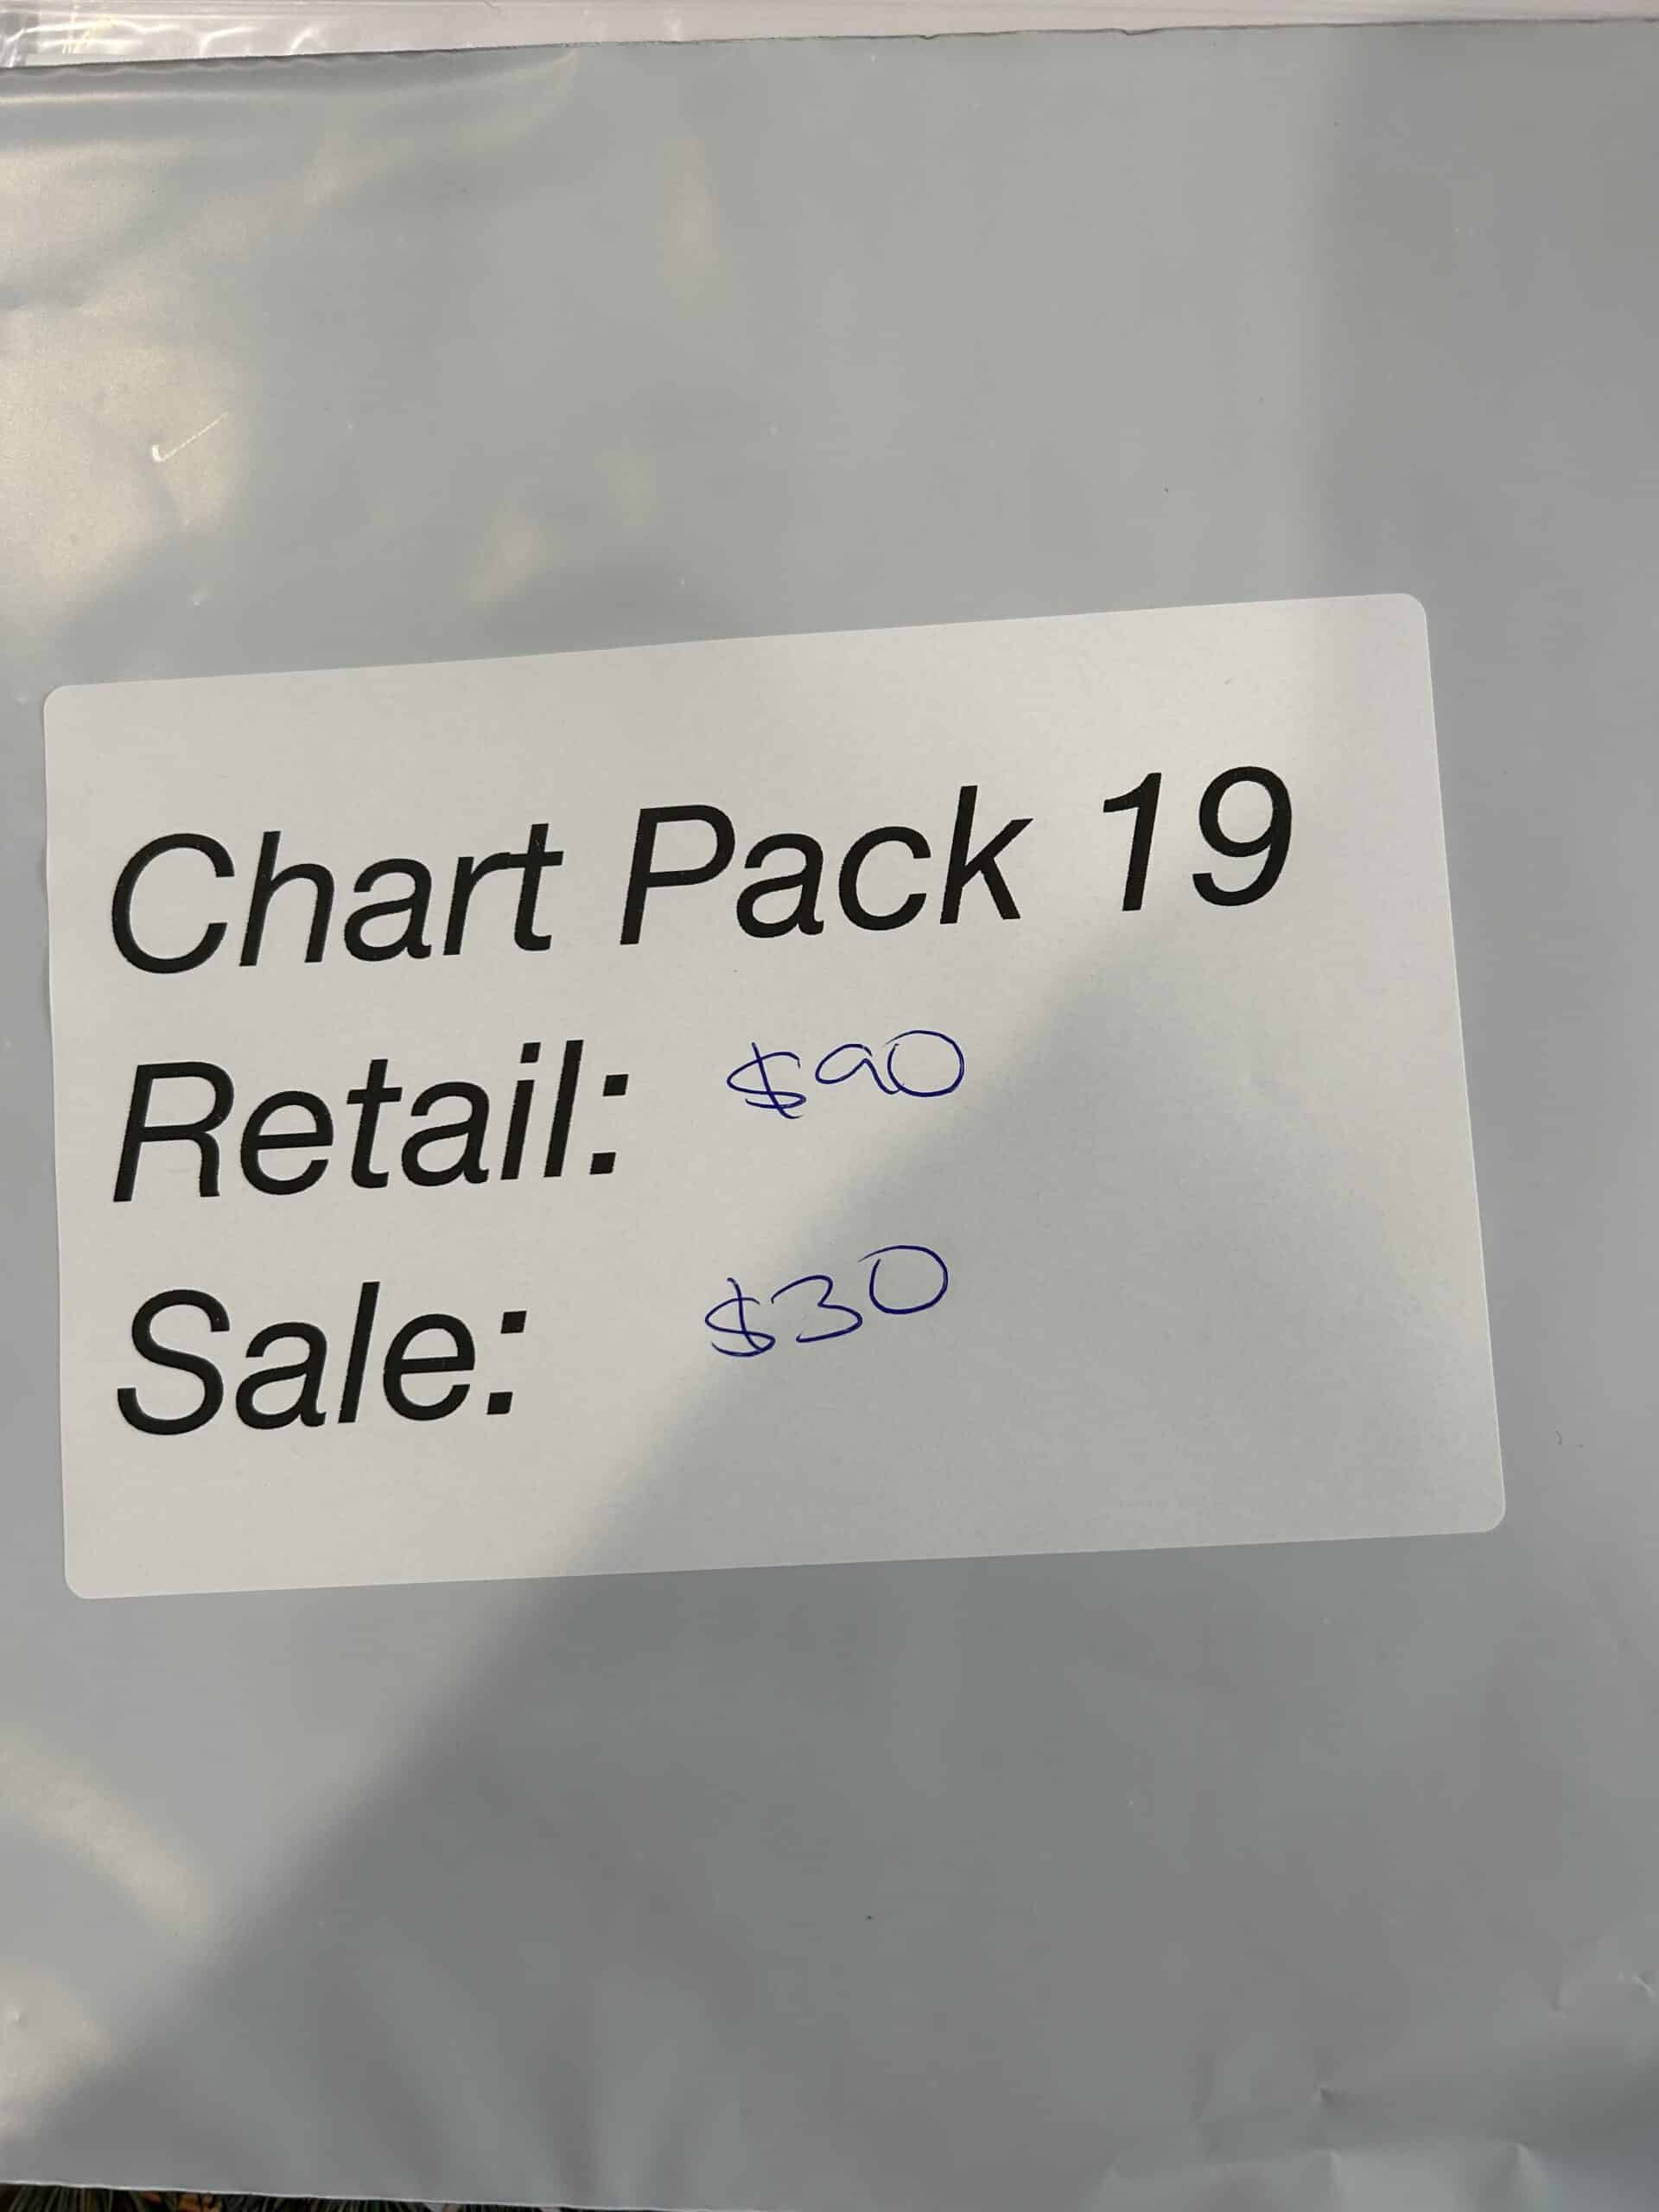 Chart Pack 19
Retail: $90
Sale: $30